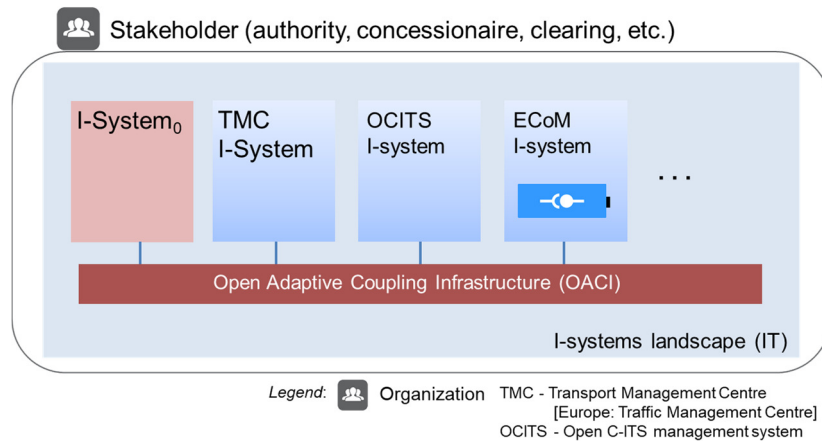 Stakeholder (authority, concessionaire, clearing, etc.)
I-System₀
TMC
I-System
OCITS
I-system
ECoM
I-system
...
Open Adaptive Coupling Infrastructure (OACI)
I-systems landscape (IT)
Legend: Organization
TMC - Transport Management Centre
[Europe: Traffic Management Centre]
OCITS - Open C-ITS management system